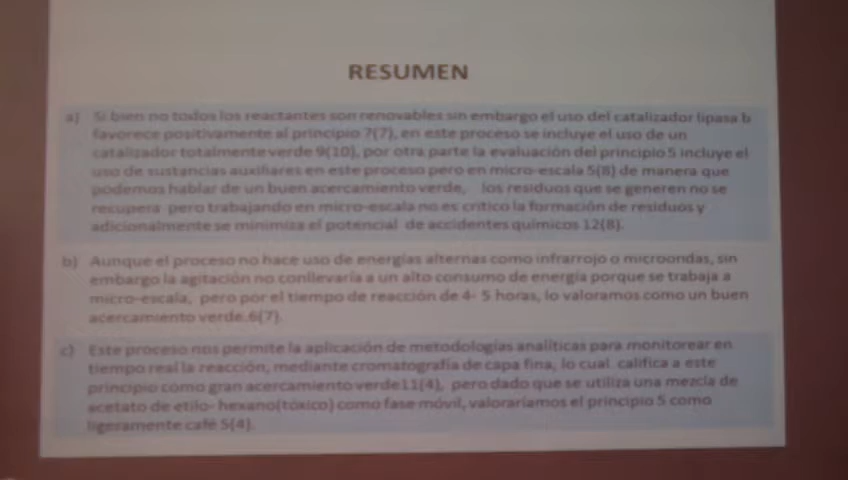 RESUMEN
a) Si bien no todos los reactantes son renovables sin embargo el uso del catalizador lipasa b
favorece positivamente al principio 7(7), en este proceso se incluye el uso de un
catalizador totalmente verde 9(10), por otra parte la evaluación del principio 5 incluye el
uso de sustancias auxiliares en este proceso pero en micro-escala 5(8) de manera que
podemos hablar de un buen acercamiento verde, los residuos que se generen no se
recupera pero trabajando en micro-escala no es critico la formación de residuos y
adicionalmente se minimiza el potencial de accidentes químicos 12(8).
b) Aunque el proceso no hace uso de energías alternas como infrarrojo o microondas, sin
embargo la agitación no conllevaría a un alto consumo de energía porque se trabaja a
micro-escala, pero por el tiempo de reacción de 4- 5 horas, lo valoramos como un buen
acercamiento verde.6(7).
c) Este proceso nos permite la aplicación de metodologías analíticas para monitorear en
tiempo real la reacción, mediante cromatografía de capa fina, lo cual califica a este
principio como gran acercamiento verde11(4), pero dado que se utiliza una mezcla de
acetato de etilo- hexano(tóxico) como fase móvil, valoraríamos el principio 5 como
ligeramente café 5(4).